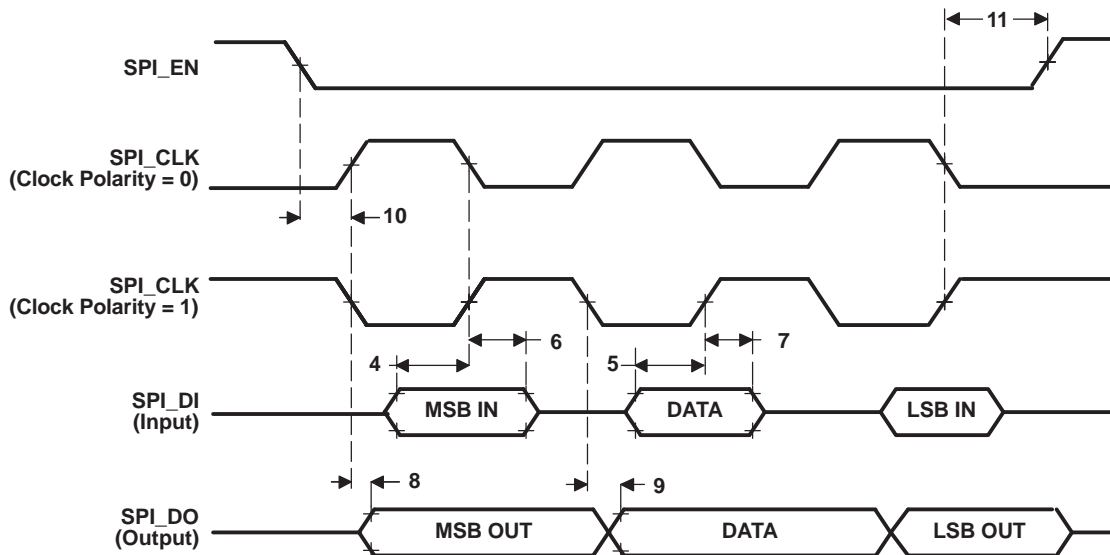 11
SPI_EN
SPI_CLK
(Clock Polarity = 0)
10
SPI_CLK
(Clock Polarity = 1)
6
7
4
5
SPI_DI
(Input)
MSB IN
DATA
LSB IN
8
9
SPI_DO
(Output)
MSB OUT
DATA
LSB OUT